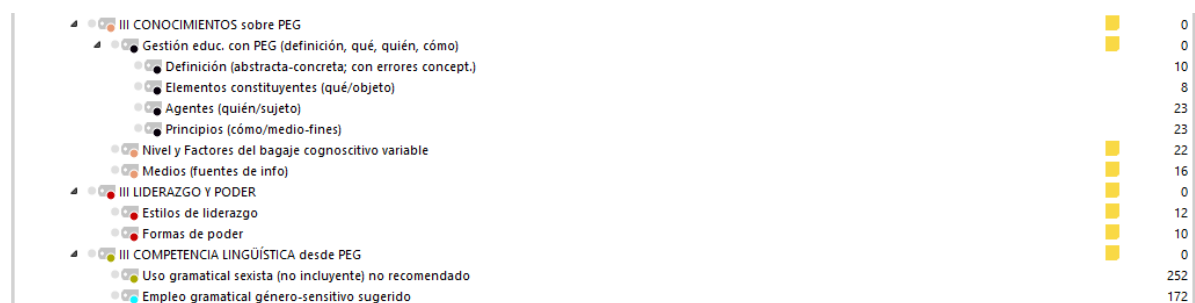 III CONOCIMIENTOS sobre PEG 0
Gestión educ. con PEG (definición, qué, quién, cómo) 0
Definición (abstracta-concreta; con errores concept.) 10
Elementos constituyentes (qué/objeto) 8
Agentes (quién/sujeto) 23
Principios (cómo/medio-fines) 23
Nivel y Factores del bagaje cognoscitivo variable 22
Medios (fuentes de info) 16
III LIDERAZGO Y PODER 0
Estilos de liderazgo 12
Formas de poder 10
III COMPETENCIA LINGÜÍSTICA desde PEG 0
Uso gramatical sexista (no incluyente) no recomendado 252
Empleo gramatical género-sensitivo sugerido 172